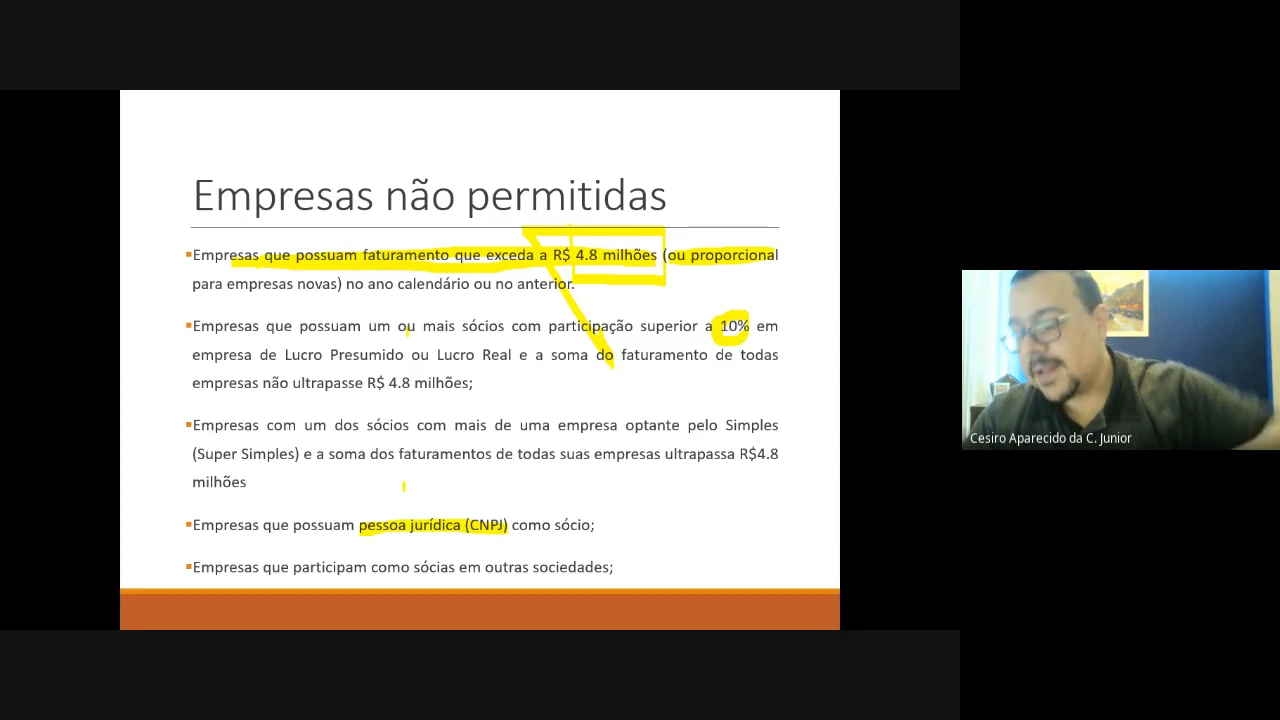 Empresas não permitidas
▪Empresas que possuam faturamento que exceda a R$ 4.8 milhões (ou proporcional
para empresas novas) no ano calendário ou no anterior.
▪Empresas que possuam um ou mais sócios com participação superior a 10% em
empresa de Lucro Presumido ou Lucro Real e a soma do faturamento de todas
empresas não ultrapasse R$ 4.8 milhões;
▪Empresas com um dos sócios com mais de uma empresa optante pelo Simples
(Super Simples) e a soma dos faturamentos de todas suas empresas ultrapassa R$4.8
milhões
▪Empresas que possuam pessoa jurídica (CNPJ) como sócio;
▪Empresas que participam como sócias em outras sociedades;
Cesiro Aparecido da C. Junior